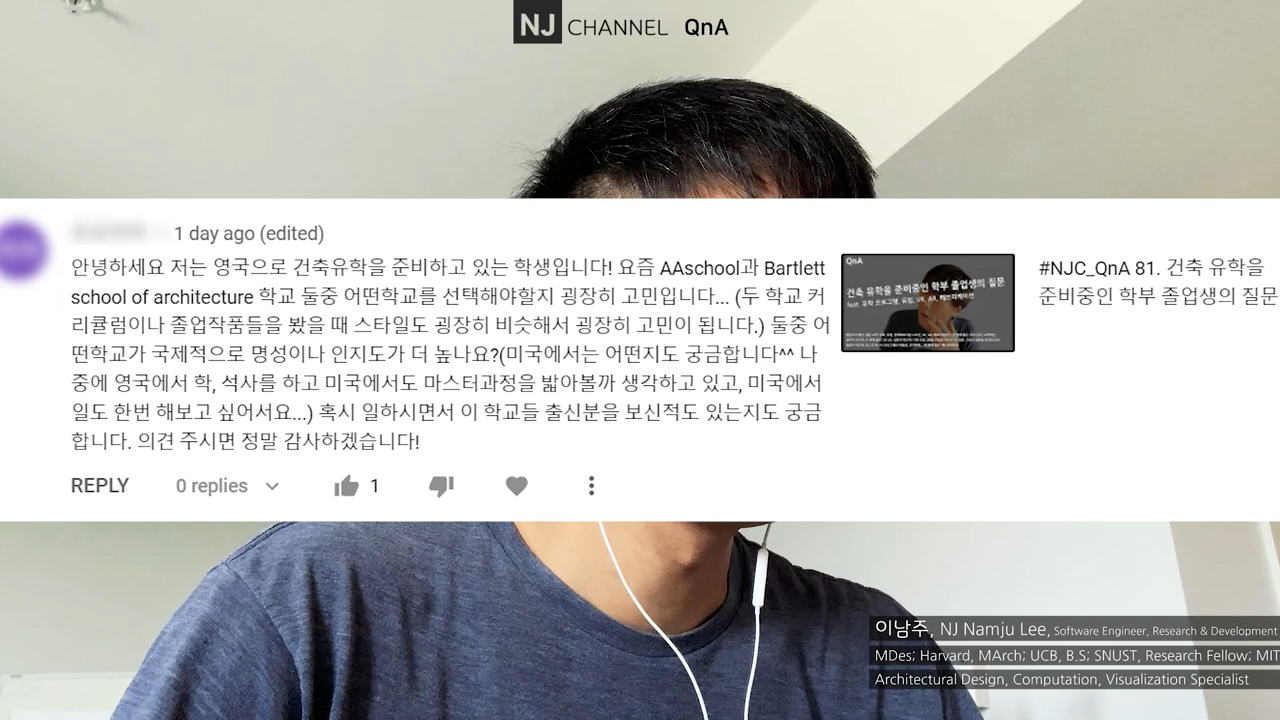 NJ CHANNEL QnA
1 day ago (edited)
안녕하세요 저는 영국으로 건축유학을 준비하고 있는 학생입니다! 요즘 AAschool과 Bartlett
school of architecture 학교 둘중 어떤학교를 선택해야할지 굉장히 고민입니다... (두 학교 커
리큘럼이나 졸업작품들을 봤을 때 스타일도 굉장히 비슷해서 굉장히 고민이 됩니다.) 둘중 어
떤학교가 국제적으로 명성이나 인지도가 더 높나요?(미국에서는 어떤지도 궁금합니다^^ 나
중에 영국에서 학, 석사를 하고 미국에서도 마스터과정을 밟아볼까 생각하고 있고, 미국에서
일도 한번 해보고 싶어서요...) 혹시 일하시면서 이 학교들 출신분을 보신적도 있는지도 궁금
합니다. 의견 주시면 정말 감사하겠습니다!
REPLY 0 replies 1
QnA
건축 유학을 준비중인 학부 졸업생의 질문
#NJC_QnA 81. 건축 유학을
준비중인 학부 졸업생의 질문
이남주, NJ Namju Lee, Software Engineer, Research & Development
MDes; Harvard, MArch; UCB, B.S; SNUST, Research Fellow; MIT
Architectural Design, Computation, Visualization Specialist